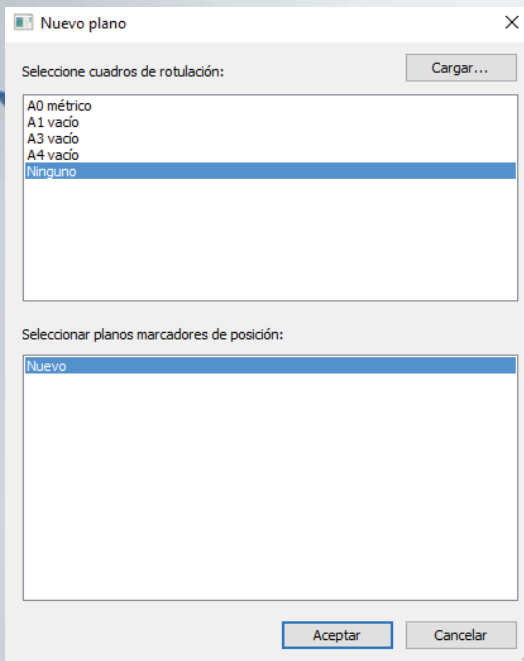 Nuevo plano
Seleccione cuadros de rotulación:
Cargar...
A0 métrico
A1 vacío
A3 vacío
A4 vacío
Ninguno
Seleccionar planos marcadores de posición:
Nuevo
Aceptar
Cancelar